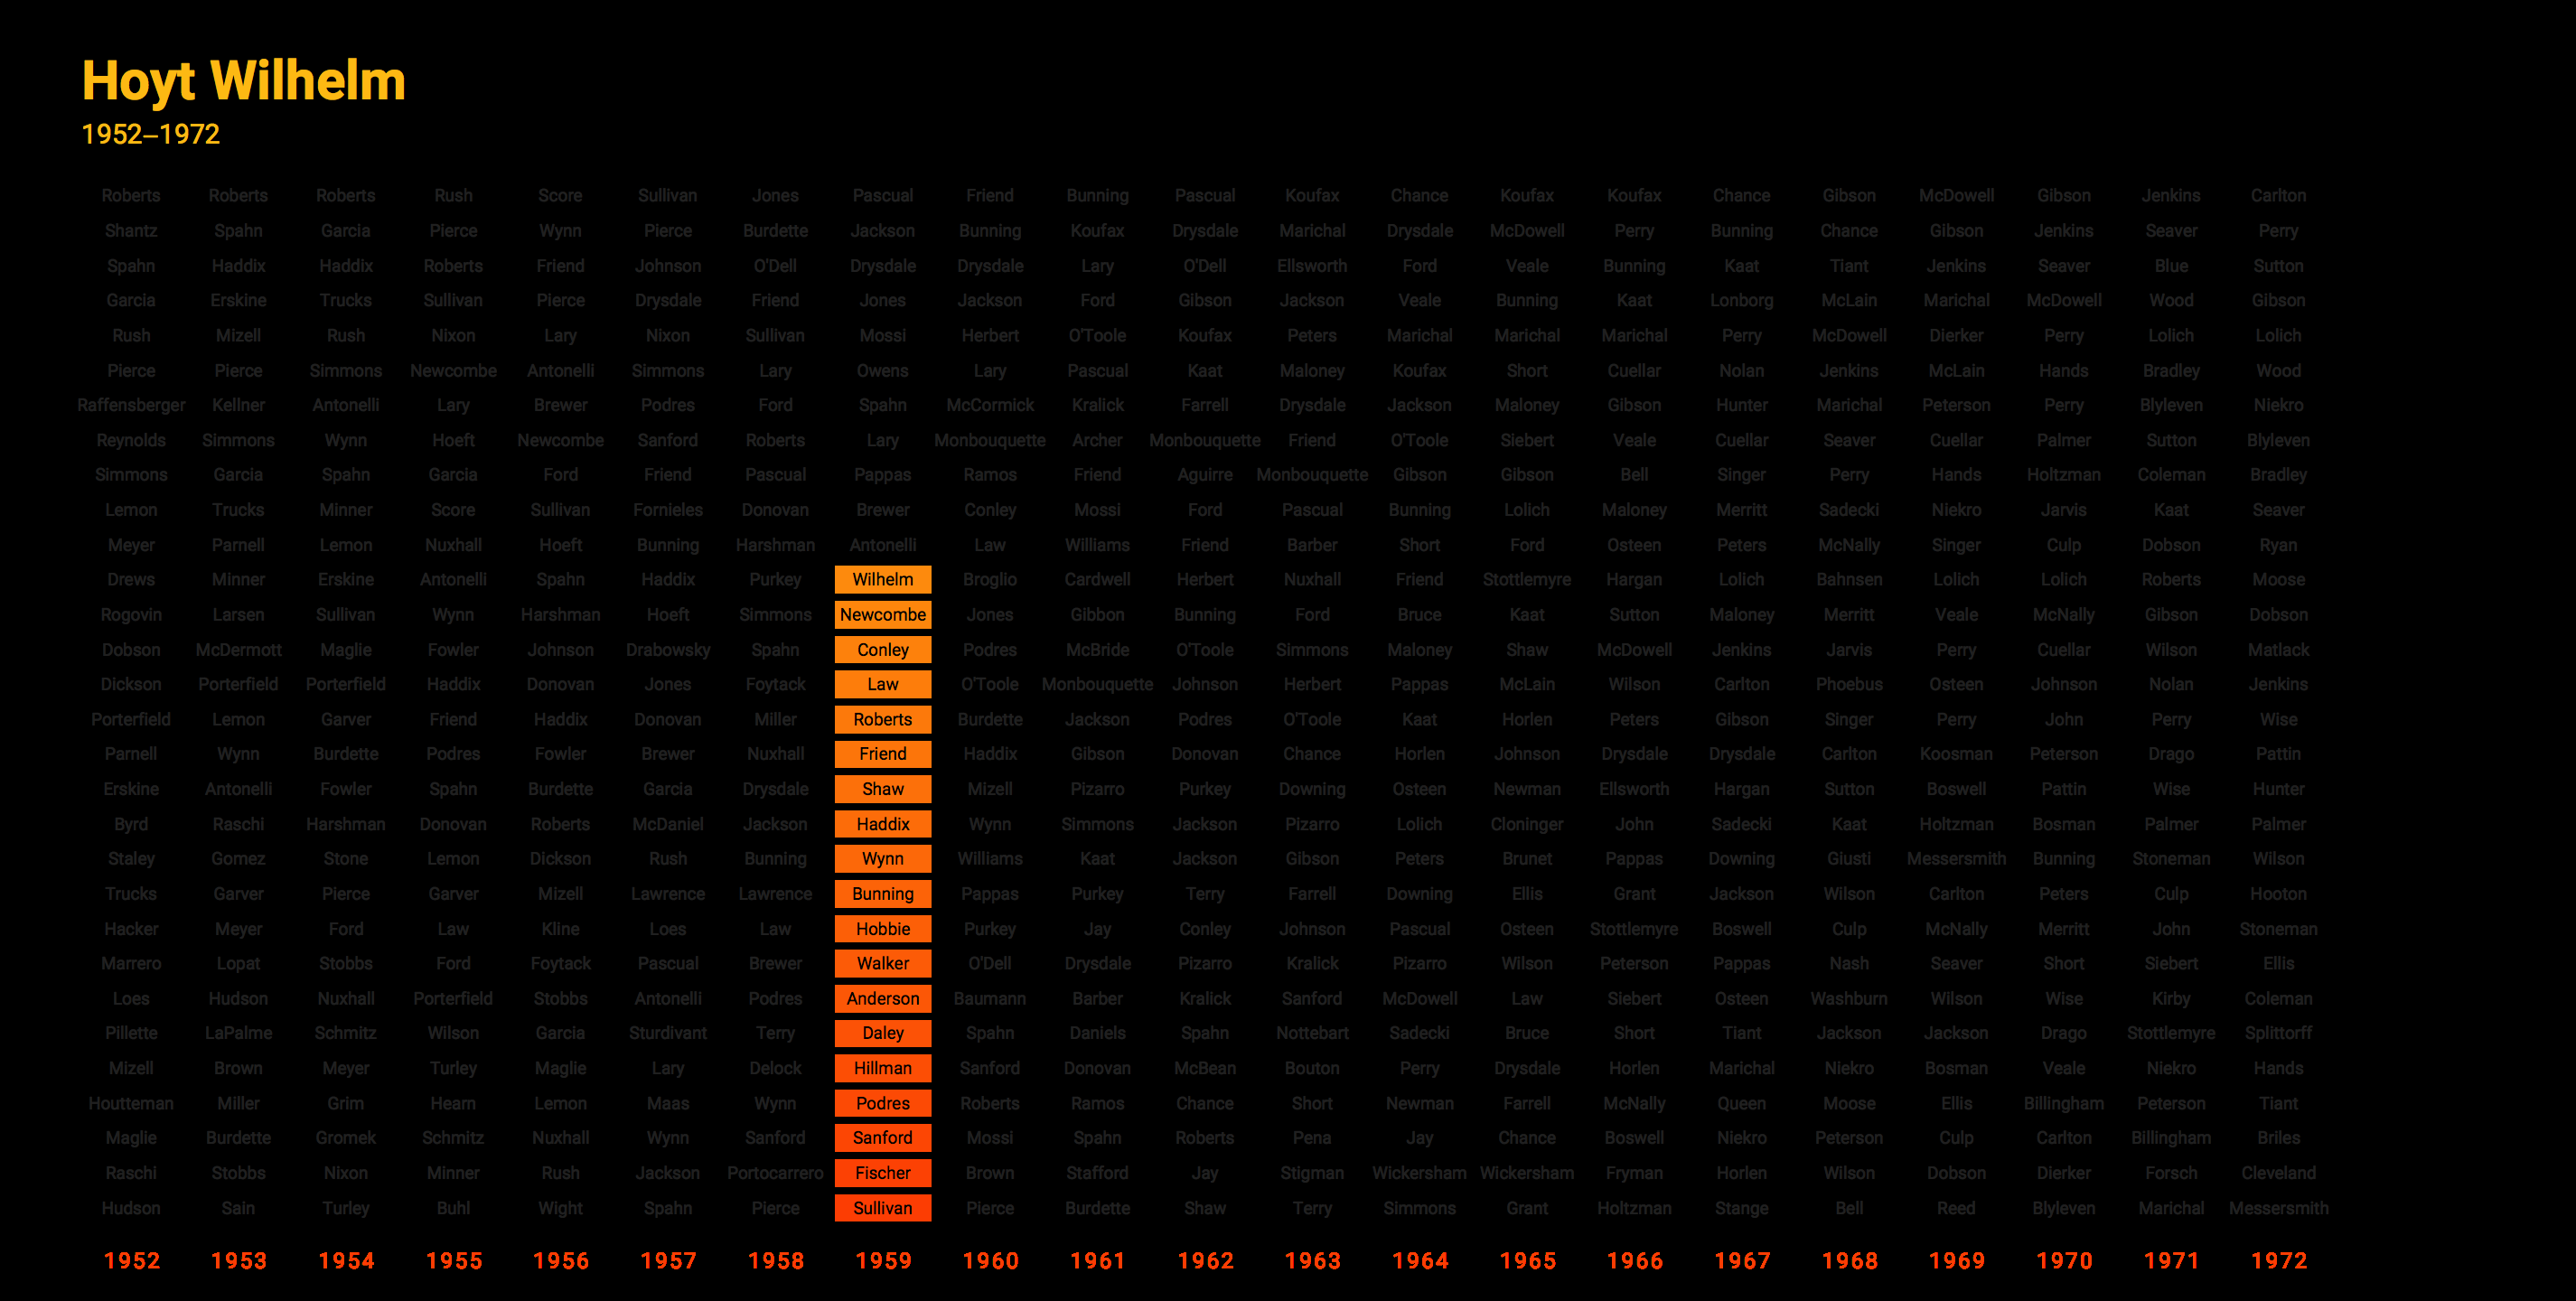 Hoyt Wilhelm
1952–1972
Roberts Roberts Roberts Rush Score Sullivan Jones Pascual Friend Bunning Pascual Koufax Chance Koufax Koufax Chance Gibson McDowell Gibson Jenkins Carlton
Shantz Spahn Garcia Pierce Wynn Pierce Burdette Jackson Bunning Koufax Drysdale Marichal Drysdale McDowell Perry Bunning Chance Gibson Jenkins Seaver Perry
Spahn Haddix Haddix Roberts Friend Johnson O'Dell Drysdale Drysdale Lary O'Dell Ellsworth Ford Veale Bunning Kaat Tiant Jenkins Seaver Blue Sutton
Garcia Erskine Trucks Sullivan Pierce Drysdale Friend Jones Jackson Ford Gibson Jackson Veale Bunning Kaat Lonborg McLain Marichal McDowell Wood Gibson
Rush Mizell Rush Nixon Lary Nixon Sullivan Mossi Herbert O'Toole Koufax Peters Marichal Marichal Marichal Perry McDowell Dierker Perry Lolich Lolich
Pierce Pierce Simmons Newcombe Antonelli Simmons Lary Owens Lary Pascual Kaat Maloney Koufax Short Cuellar Nolan Jenkins McLain Hands Bradley Wood
Raffensberger Kellner Antonelli Lary Brewer Podres Ford Spahn McCormick Kralick Farrell Drysdale Jackson Maloney Gibson Hunter Marichal Peterson Perry Blyleven Niekro
Reynolds Simmons Wynn Hoeft Newcombe Sanford Roberts Lary Monbouquette Archer Monbouquette Friend O'Toole Siebert Veale Cuellar Seaver Cuellar Palmer Sutton Blyleven
Simmons Garcia Spahn Garcia Ford Friend Pascual Pappas Ramos Friend Aguirre Monbouquette Gibson Gibson Bell Singer Perry Hands Holtzman Coleman Bradley
Lemon Trucks Minner Score Sullivan Fornieles Donovan Brewer Conley Mossi Ford Pascual Bunning Lolich Maloney Merritt Sadecki Niekro Jarvis Kaat Seaver
Meyer Parnell Lemon Nuxhall Hoeft Bunning Harshman Antonelli Law Williams Friend Barber Short Ford Osteen Peters McNally Singer Culp Dobson Ryan
Drews Minner Erskine Antonelli Spahn Haddix Purkey Wilhelm Broglio Cardwell Herbert Nuxhall Friend Stottlemyre Hargan Lolich Bahnsen Lolich Lolich Roberts Moose
Rogovin Larsen Sullivan Wynn Harshman Hoeft Simmons Newcombe Jones Gibbon Bunning Ford Bruce Kaat Sutton Maloney Merritt Veale McNally Gibson Dobson
Dobson McDermott Maglie Fowler Johnson Drabowsky Spahn Conley Podres McBride O'Toole Simmons Maloney Shaw McDowell Jenkins Jarvis Perry Cuellar Wilson Matlack
Dickson Porterfield Porterfield Haddix Donovan Jones Foytack Law O'Toole Monbouquette Johnson Herbert Pappas McLain Wilson Carlton Phoebus Osteen Johnson Nolan Jenkins
Porterfield Lemon Garver Friend Haddix Donovan Miller Roberts Burdette Jackson Podres O'Toole Kaat Horlen Peters Gibson Singer Perry John Perry Wise
Parnell Wynn Burdette Podres Fowler Brewer Nuxhall Friend Haddix Gibson Donovan Chance Horlen Johnson Drysdale Drysdale Carlton Koosman Peterson Drago Pattin
Erskine Antonelli Fowler Spahn Burdette Garcia Drysdale Shaw Mizell Pizarro Purkey Downing Osteen Newman Ellsworth Hargan Sutton Boswell Pattin Wise Hunter
Byrd Raschi Harshman Donovan Roberts McDaniel Jackson Haddix Wynn Simmons Jackson Pizarro Lolich Cloninger John Sadecki Kaat Holtzman Bosman Palmer Palmer
Staley Gomez Stone Lemon Dickson Rush Bunning Wynn Williams Kaat Jackson Gibson Peters Brunet Pappas Downing Giusti Messersmith Bunning Stoneman Wilson
Trucks Garver Pierce Garver Mizell Lawrence Lawrence Bunning Pappas Purkey Terry Farrell Downing Ellis Grant Jackson Wilson Carlton Peters Culp Hooton
Hacker Meyer Ford Law Kline Loes Law Hobbie Purkey Jay Conley Johnson Pascual Osteen Stottlemyre Boswell Culp McNally Merritt John Stoneman
Marrero Lopat Stobbs Ford Foytack Pascual Brewer Walker O'Dell Drysdale Pizarro Kralick Pizarro Wilson Peterson Pappas Nash Seaver Short Siebert Ellis
Loes Hudson Nuxhall Porterfield Stobbs Antonelli Podres Anderson Baumann Barber Kralick Sanford McDowell Law Siebert Osteen Washburn Wilson Wise Kirby Coleman
Pillette LaPalme Schmitz Wilson Garcia Sturdivant Terry Daley Spahn Daniels Spahn Nottebart Sadecki Bruce Short Tiant Jackson Jackson Drago Stottlemyre Splittorff
Mizell Brown Meyer Turley Maglie Lary Delock Hillman Sanford Donovan McBean Bouton Perry Drysdale Horlen Marichal Niekro Bosman Veale Niekro Hands
Houtteman Miller Grim Hearn Lemon Maas Wynn Podres Roberts Ramos Chance Short Newman Farrell McNally Queen Moose Ellis Billingham Peterson Tiant
Maglie Burdette Gromek Schmitz Nuxhall Wynn Sanford Sanford Mossi Spahn Roberts Pena Jay Chance Boswell Niekro Peterson Culp Carlton Billingham Briles
Raschi Stobbs Nixon Minner Rush Jackson Portocarrero Fischer Brown Stafford Jay Stigman Wickersham Wickersham Fryman Horlen Wilson Dobson Dierker Forsch Cleveland
Hudson Sain Turley Buhl Wight Spahn Pierce Sullivan Pierce Burdette Shaw Terry Simmons Grant Holtzman Stange Bell Reed Blyleven Marichal Messersmith
1952 1953 1954 1955 1956 1957 1958 1959 1960 1961 1962 1963 1964 1965 1966 1967 1968 1969 1970 1971 1972